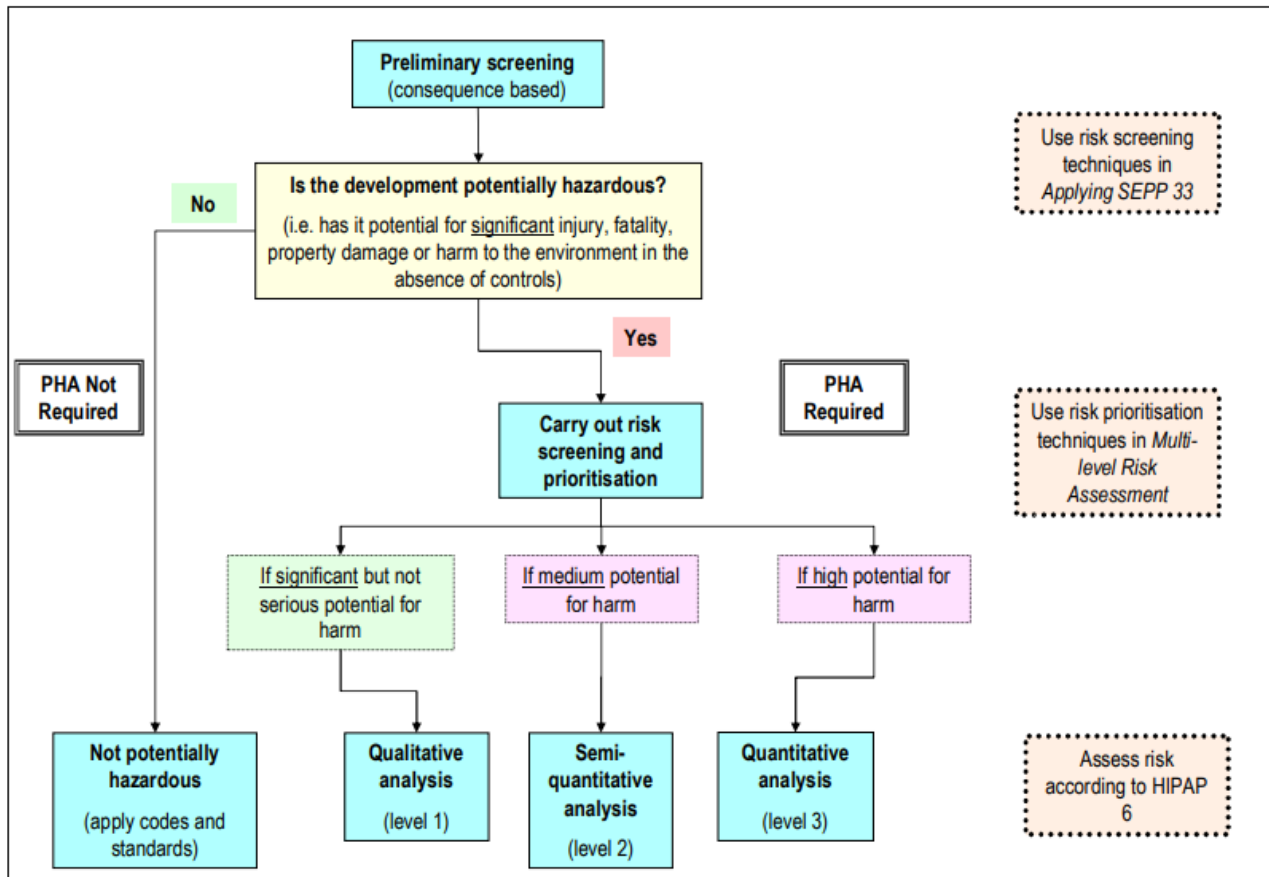 Preliminary screening
(consequence based)
Use risk screening
techniques in
Applying SEPP 33
Is the development potentially hazardous?
(i.e. has it potential for significant injury, fatality,
property damage or harm to the environment in the
absence of controls)
No
Yes
PHA Not
Required
PHA
Required
Carry out risk
screening and
prioritisation
Use risk prioritisation
techniques in Multi-
level Risk
Assessment
If significant but not
serious potential for
harm
If medium potential
for harm
If high potential for
harm
Not potentially
hazardous
(apply codes and
standards)
Qualitative
analysis
(level 1)
Semi-
quantitative
analysis
(level 2)
Quantitative
analysis
(level 3)
Assess risk
according to HIPAP
6